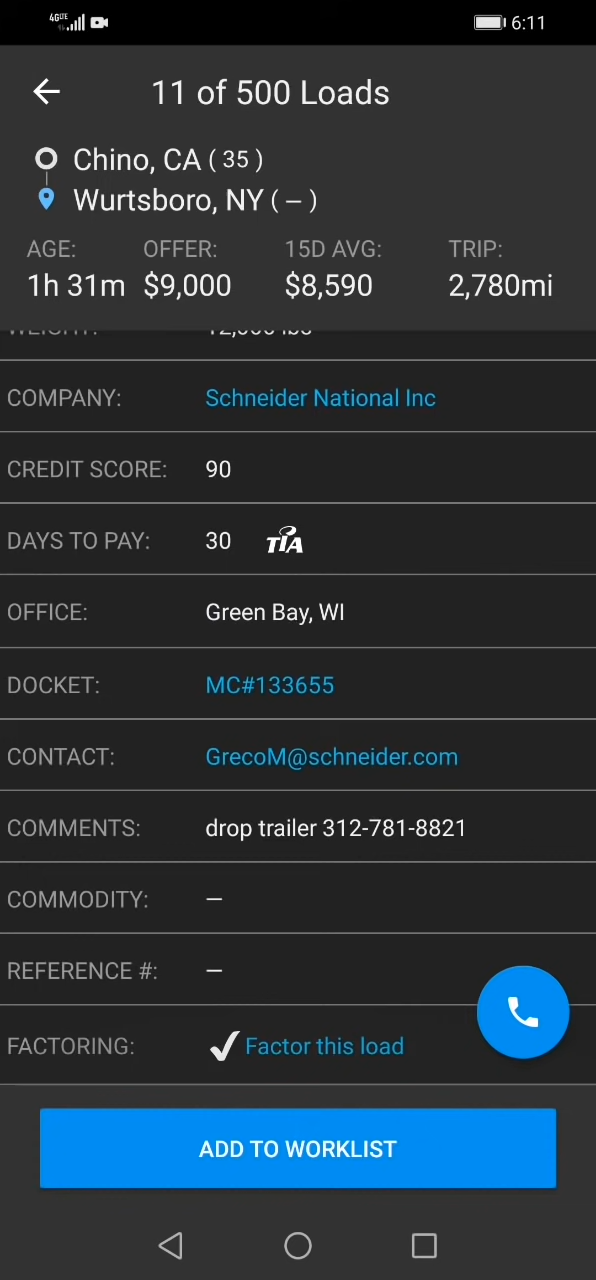 4G LTE 6:11
11 of 500 Loads
Chino, CA ( 35 )
Wurtsboro, NY ( – )
AGE: OFFER: 15D AVG: TRIP:
1h 31m $9,000 $8,590 2,780mi
COMPANY: Schneider National Inc
CREDIT SCORE: 90
DAYS TO PAY: 30 TIA
OFFICE: Green Bay, WI
DOCKET: MC#133655
CONTACT: GrecoM@schneider.com
COMMENTS: drop trailer 312-781-8821
COMMODITY: –
REFERENCE #: –
FACTORING: Factor this load
ADD TO WORKLIST